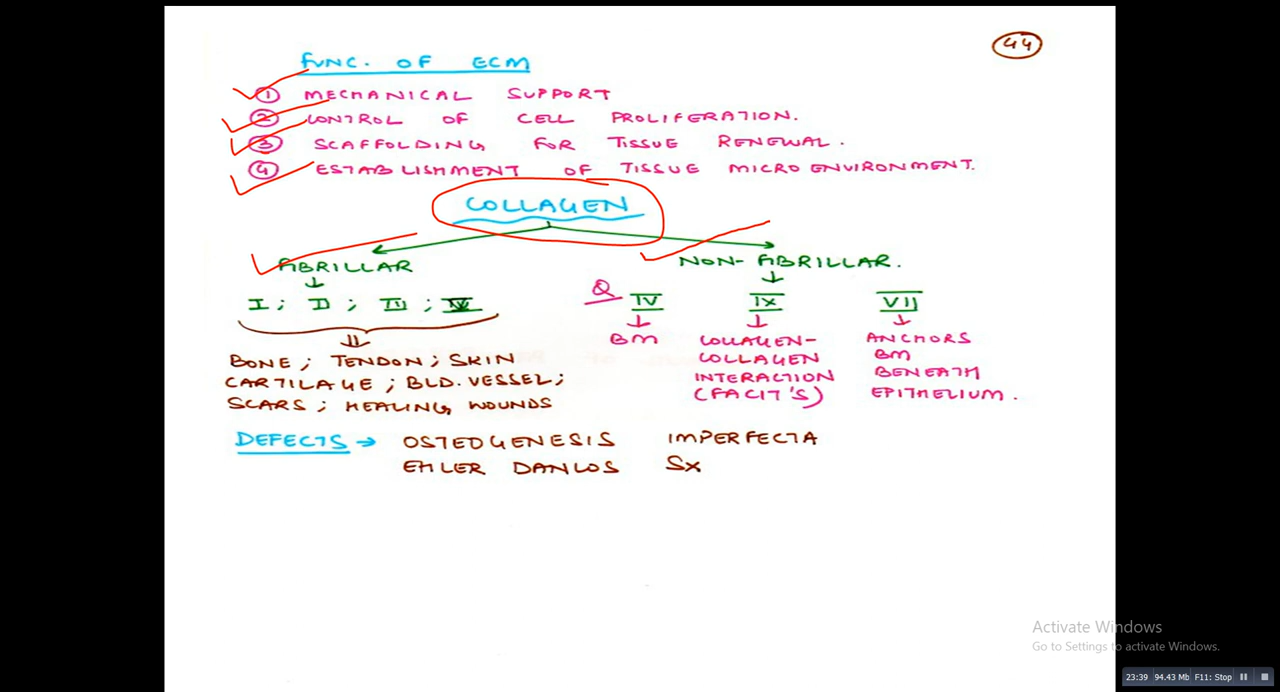 44
FUNC. OF ECM
① MECHANICAL SUPPORT
② CONTROL OF CELL PROLIFERATION.
③ SCAFFOLDING FOR TISSUE RENEWAL.
④ ESTABLISHMENT OF TISSUE MICRO ENVIRONMENT.
COLLAGEN
FIBRILLAR NON-FIBRILLAR.
I; II; III; Q IV IX VII
BM COLLAGEN- ANCHORS
BONE; TENDON; SKIN COLLAGEN BM
CARTILAGE; BLD. VESSEL; INTERACTION BENEATH
SCARS; HEALING WOUNDS (FACIT'S) EPITHELIUM.
DEFECTS → OSTEOGENESIS IMPERFECTA
EHLER DANLOS Sx
Activate Windows
Go to Settings to activate Windows.
23:39 94.43 Mb F11: Stop